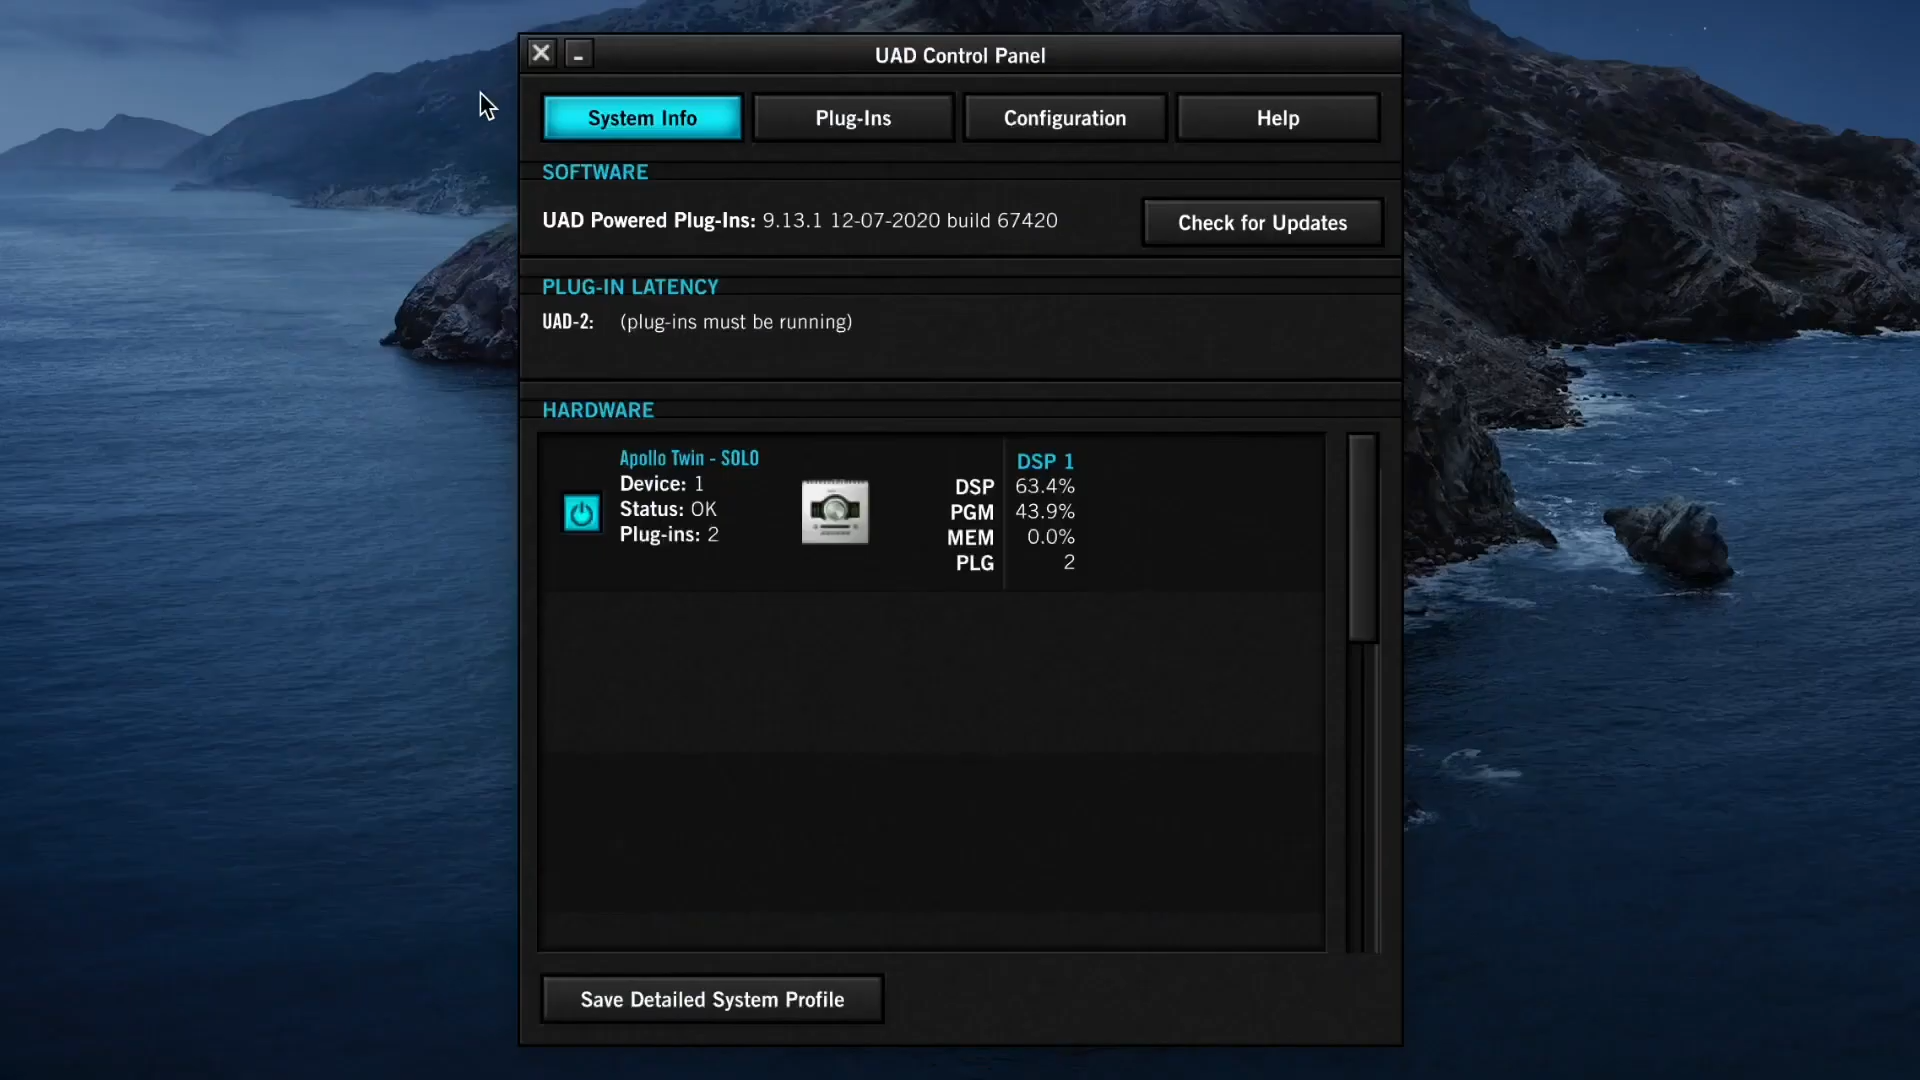 UAD Control Panel
System Info
Plug-Ins
Configuration
Help
SOFTWARE
UAD Powered Plug-Ins: 9.13.1 12-07-2020 build 67420
Check for Updates
PLUG-IN LATENCY
UAD-2: (plug-ins must be running)
HARDWARE
Apollo Twin - SOLO
Device: 1
Status: OK
Plug-ins: 2
DSP 1
DSP 63.4%
PGM 43.9%
MEM 0.0%
PLG 2
Save Detailed System Profile